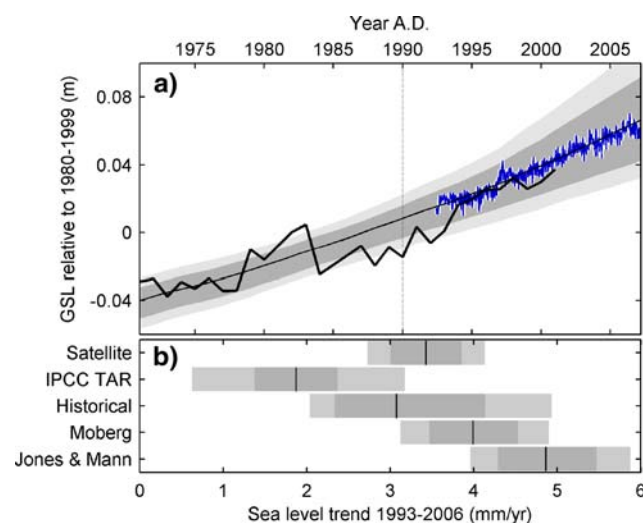 Year A.D.
1975 1980 1985 1990 1995 2000 2005
a)
GSL relative to 1980-1999 (m)
0.08
0.04
0
-0.04
b)
Satellite
IPCC TAR
Historical
Moberg
Jones & Mann
0 1 2 3 4 5 6
Sea level trend 1993-2006 (mm/yr)